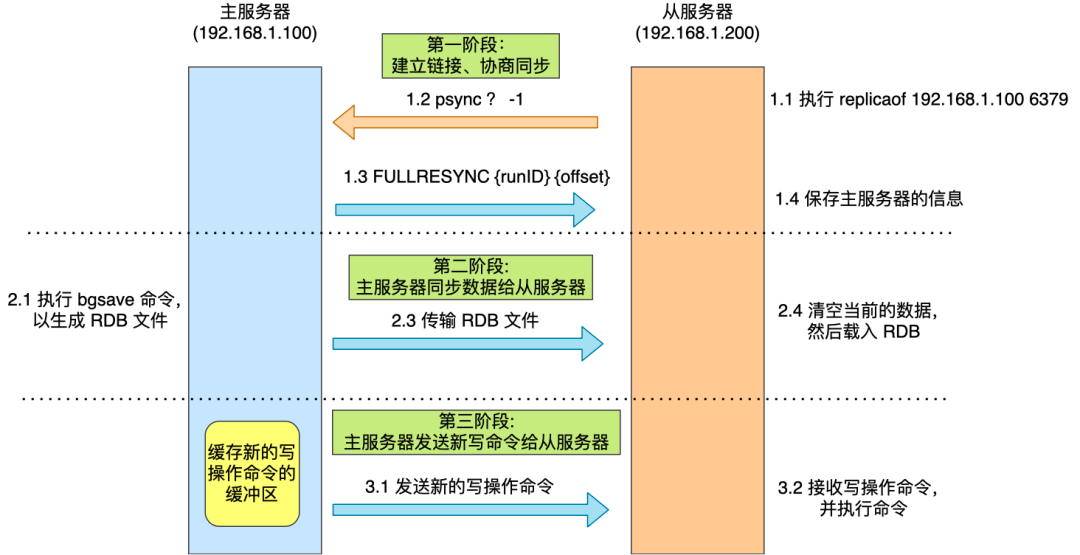 主服务器
(192.168.1.100)
从服务器
(192.168.1.200)
第一阶段:
建立链接、协商同步
1.1 执行 replicaof 192.168.1.100 6379
1.2 psync ? -1
1.3 FULLRESYNC {runID} {offset}
1.4 保存主服务器的信息
第二阶段:
主服务器同步数据给从服务器
2.1 执行 bgsave 命令，
以生成 RDB 文件
2.3 传输 RDB 文件
2.4 清空当前的数据，
然后载入 RDB
第三阶段:
主服务器发送新写命令给从服务器
缓存新的写
操作命令的
缓冲区
3.1 发送新的写操作命令
3.2 接收写操作命令，
并执行命令